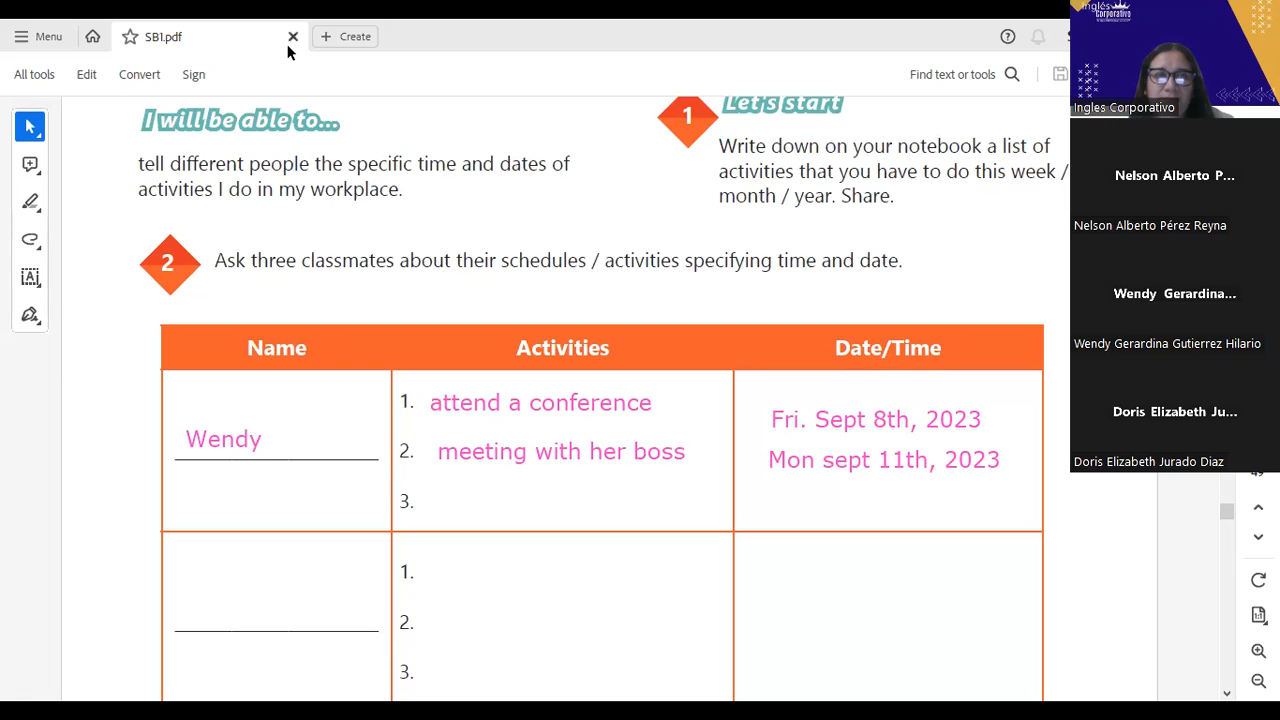 Menu
SB1.pdf
Create
All tools
Edit
Convert
Sign
Find text or tools
I will be able to...
tell different people the specific time and dates of
activities I do in my workplace.
1
Let's start
Write down on your notebook a list of
activities that you have to do this week /
month / year. Share.
2
Ask three classmates about their schedules / activities specifying time and date.
Name
Activities
Date/Time
Wendy
1. attend a conference
2. meeting with her boss
3.
Fri. Sept 8th, 2023
Mon sept 11th, 2023
1.
2.
3.
Inglés
corporativo
Ingles Corporativo
Nelson Alberto P...
Nelson Alberto Pérez Reyna
Wendy Gerardina...
Wendy Gerardina Gutierrez Hilario
Doris Elizabeth Ju...
Doris Elizabeth Jurado Diaz